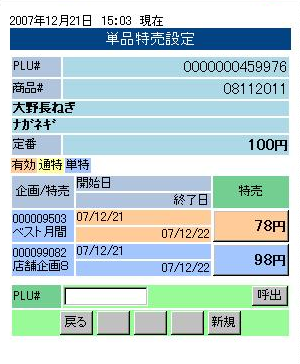 2007年12月21日 15:03 現在
単品特売設定
PLU# 0000000459976
商品# 08112011
大野長ねぎ
ﾅｶﾞﾈｷﾞ
定番 100円
有効 通特 単特
企画/特売 開始日 終了日 特売
000009503 07/12/21
ベスト月間 07/12/22 78円
000099082 07/12/21
店舗企画8 07/12/22 98円
PLU# 呼出
戻る 新規